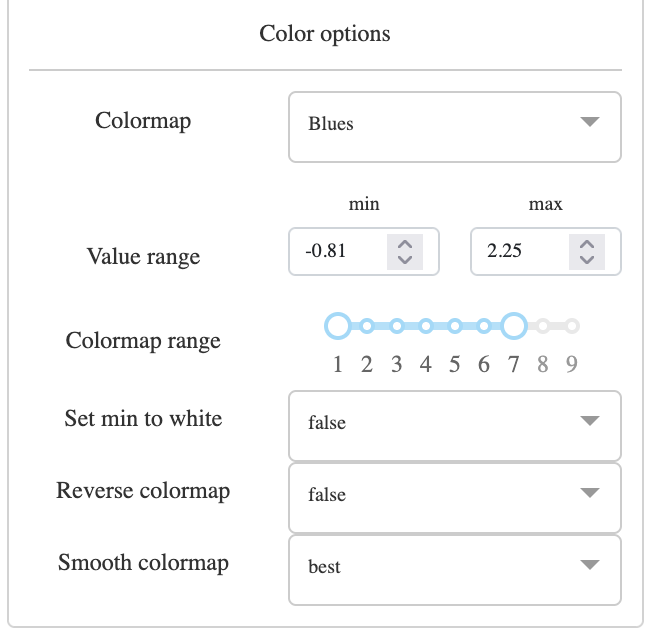 Color options
Colormap
Blues
min
max
Value range
-0.81
2.25
Colormap range
1 2 3 4 5 6 7 8 9
Set min to white
false
Reverse colormap
false
Smooth colormap
best